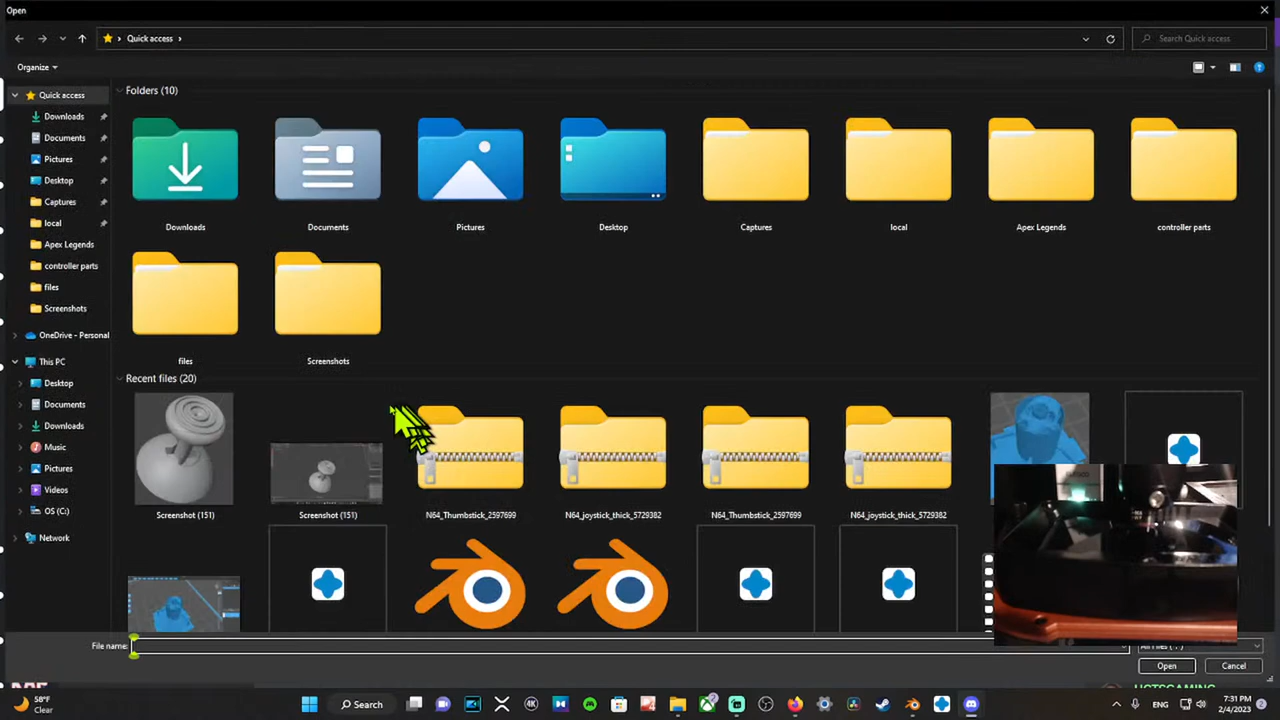 Open
Quick access
Search Quick access
Organize
Quick access
Downloads
Documents
Pictures
Desktop
Captures
local
Apex Legends
controller parts
files
Screenshots
OneDrive - Personal
This PC
Desktop
Documents
Downloads
Music
Pictures
Videos
OS (C:)
Network
Folders (10)
Downloads
Documents
Pictures
Desktop
Captures
local
Apex Legends
controller parts
files
Screenshots
Recent files (20)
Screenshot (151)
Screenshot (151)
N64_Thumbstick_2597699
N64_joystick_thick_5729382
N64_Thumbstick_2597699
N64_joystick_thick_5729382
File name:
Open
Cancel
58°F
Clear
Search
4K
ENG
7:31 PM
2/4/2023